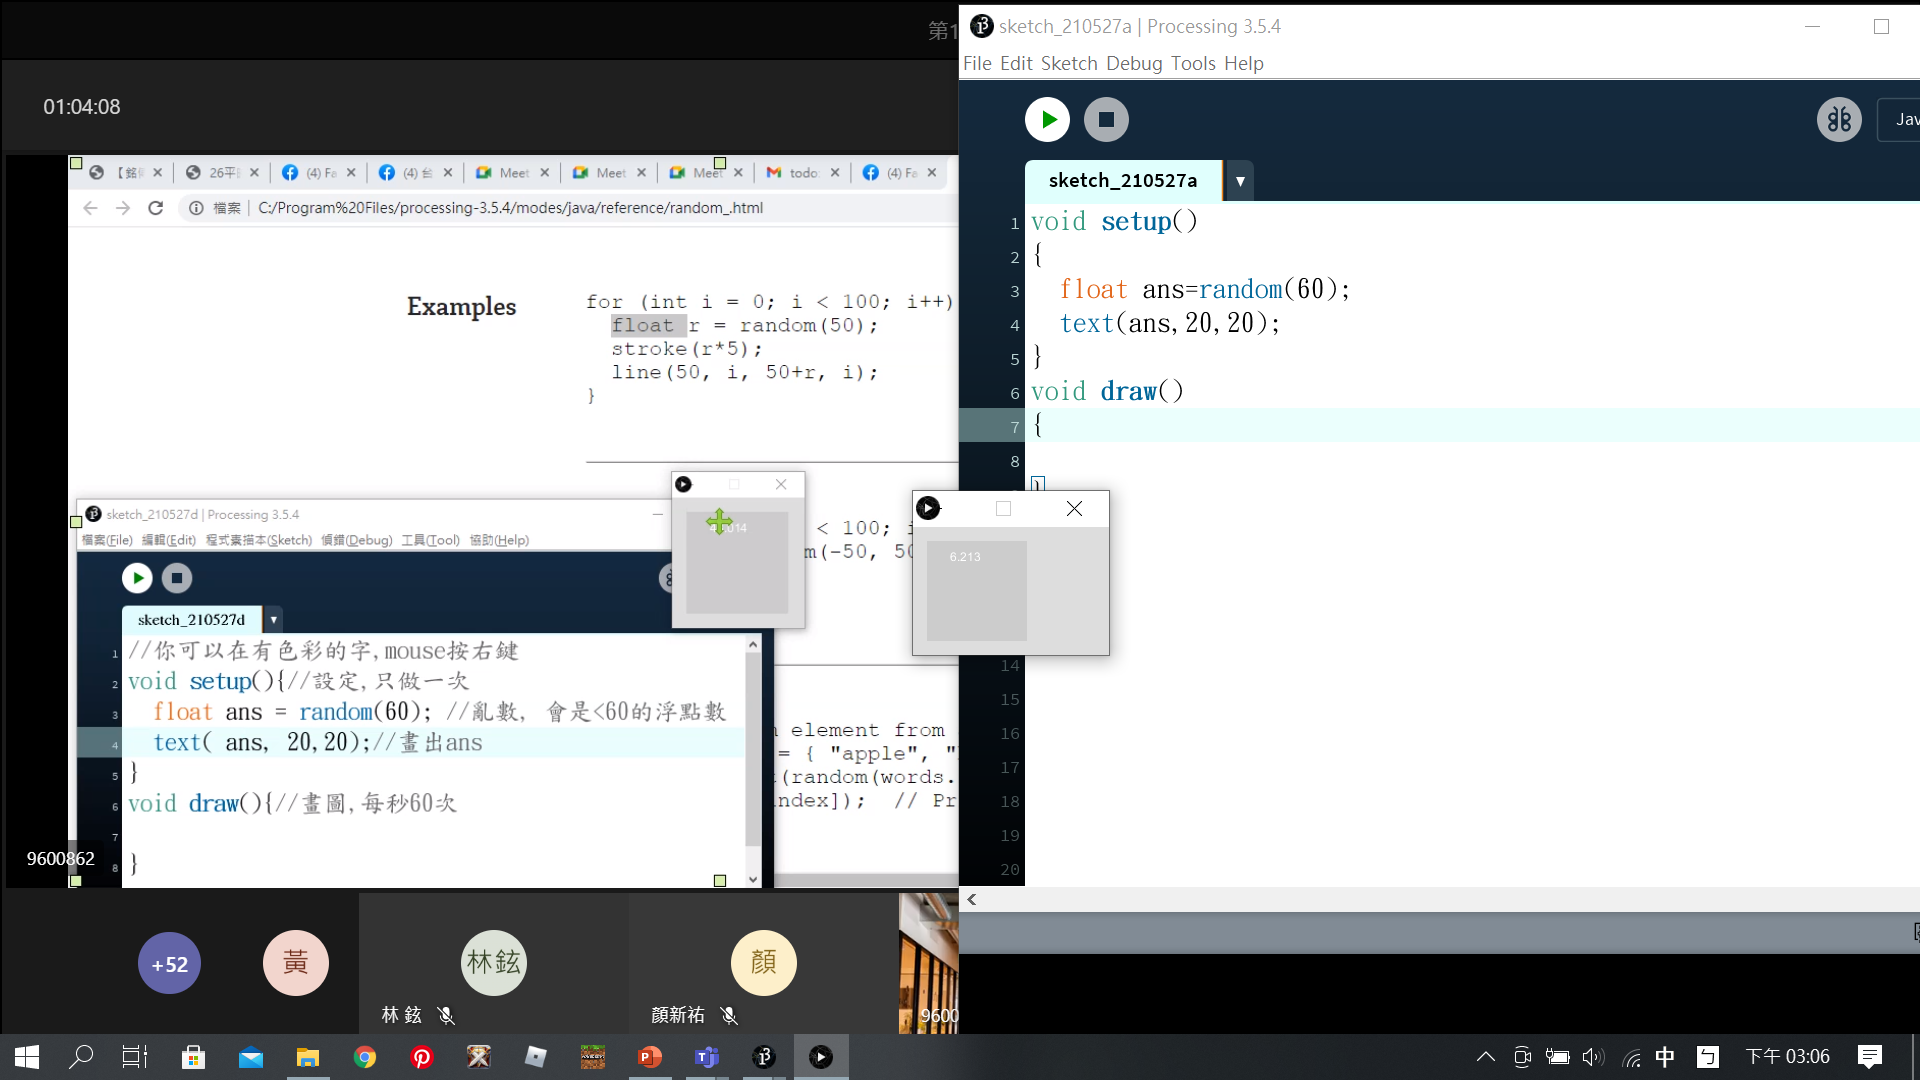 第1
01:04:08
【銘
26平
(4) Fa
(4) 台
Meet
Meet
Meet
todo:
(4) Fa
檔案
C:/Program%20Files/processing-3.5.4/modes/java/reference/random_.html
Examples
for (int i = 0; i < 100; i++)
float r = random(50);
stroke(r*5);
line(50, i, 50+r, i);
}
< 100; i
m(-50, 50
n element from
= { "apple", "
t(random(words.
ndex]);  // Pr
sketch_210527d | Processing 3.5.4
檔案(File) 編輯(Edit) 程式素描本(Sketch) 偵錯(Debug) 工具(Tool) 協助(Help)
sketch_210527d
1 //你可以在有色彩的字,mouse按右鍵
2 void setup(){//設定,只做一次
3 float ans = random(60); //亂數, 會是<60的浮點數
4 text( ans, 20,20);//畫出ans
5 }
6 void draw(){//畫圖,每秒60次
7
8 }
9600862
+52
黃
林鉉
林 鉉
顏
顏新祐
9600
sketch_210527a | Processing 3.5.4
File Edit Sketch Debug Tools Help
Jav
sketch_210527a
1 void setup()
2 {
3 float ans=random(60);
4 text(ans,20,20);
5 }
6 void draw()
7 {
8
}
6.213
14
15
16
17
18
19
20
中
ㄅ
下午 03:06